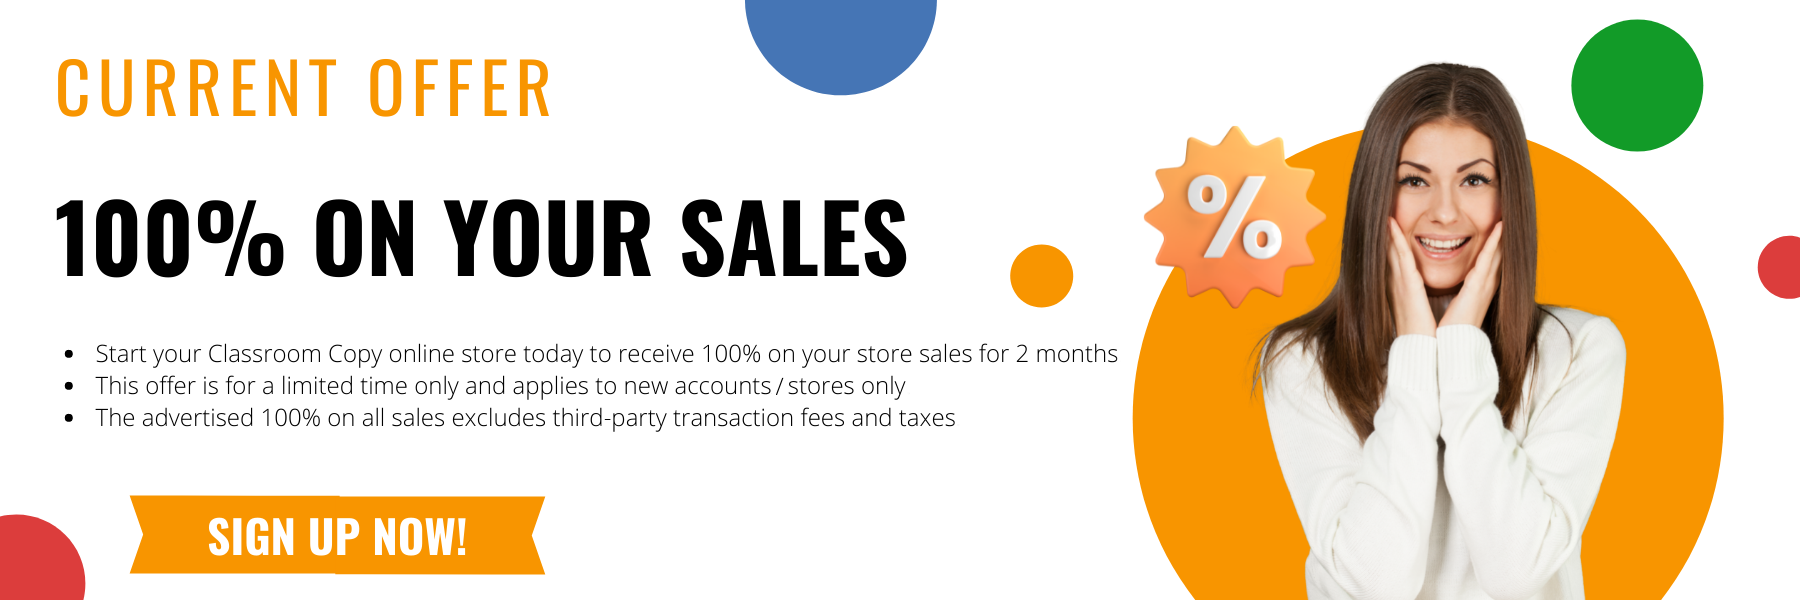 CURRENT OFFER
100% ON YOUR SALES
• Start your Classroom Copy online store today to receive 100% on your store sales for 2 months
• This offer is for a limited time only and applies to new accounts/stores only
• The advertised 100% on all sales excludes third-party transaction fees and taxes
SIGN UP NOW!
%